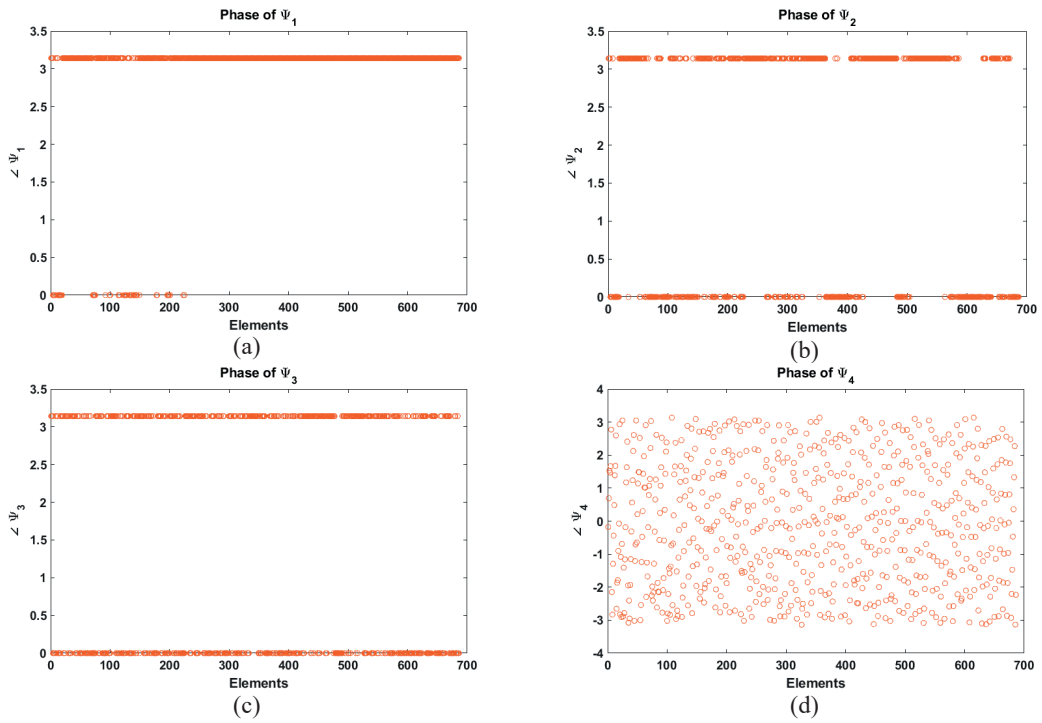 Phase of Ψ1
3.5
3
2.5
2
1.5
1
0.5
0
∠ Ψ1
0 100 200 300 400 500 600 700
Elements
(a)
Phase of Ψ2
3.5
3
2.5
2
1.5
1
0.5
0
∠ Ψ2
0 100 200 300 400 500 600 700
Elements
(b)
Phase of Ψ3
3.5
3
2.5
2
1.5
1
0.5
0
∠ Ψ3
0 100 200 300 400 500 600 700
Elements
(c)
Phase of Ψ4
4
3
2
1
0
-1
-2
-3
-4
∠ Ψ4
0 100 200 300 400 500 600 700
Elements
(d)